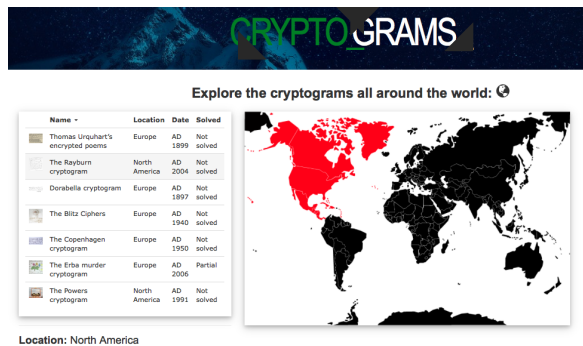 CRYPTO_GRAMS
Explore the cryptograms all around the world:
Name Location Date Solved
Thomas Urquhart's encrypted poems Europe AD 1899 Not solved
The Rayburn cryptogram North America AD 2004 Not solved
Dorabella cryptogram Europe AD 1897 Not solved
The Blitz Ciphers Europe AD 1940 Not solved
The Copenhagen cryptogram Europe AD 1950 Not solved
The Erba murder cryptogram Europe AD 2006 Partial
The Powers cryptogram North America AD 1991 Not solved
Location: North America